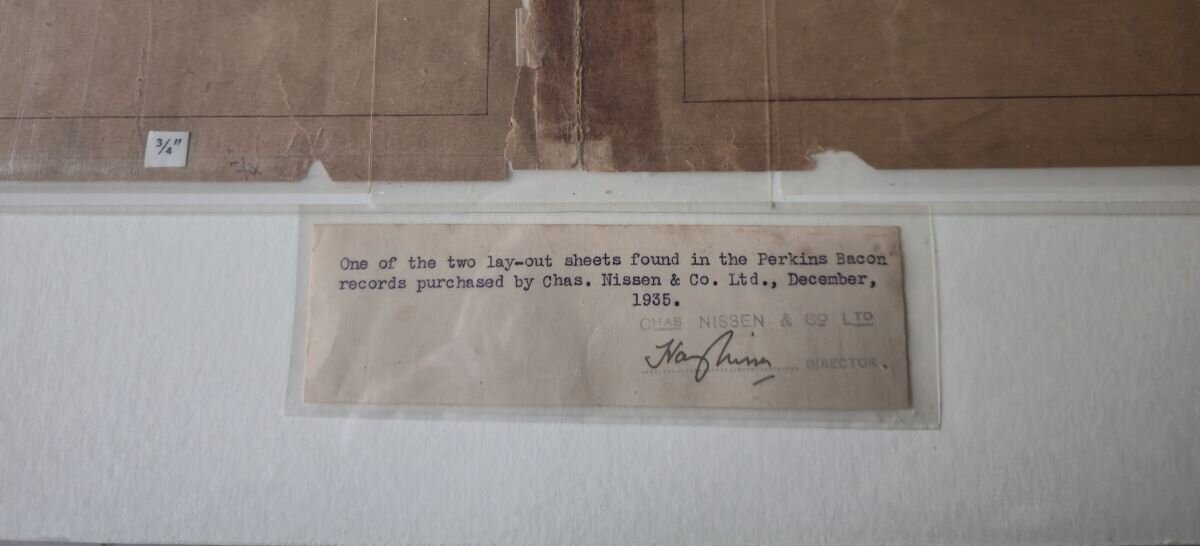 3/4"
One of the two lay-out sheets found in the Perkins Bacon
records purchased by Chas. Nissen & Co. Ltd., December,
1935.
CHAS NISSEN & CO LTD
DIRECTOR.